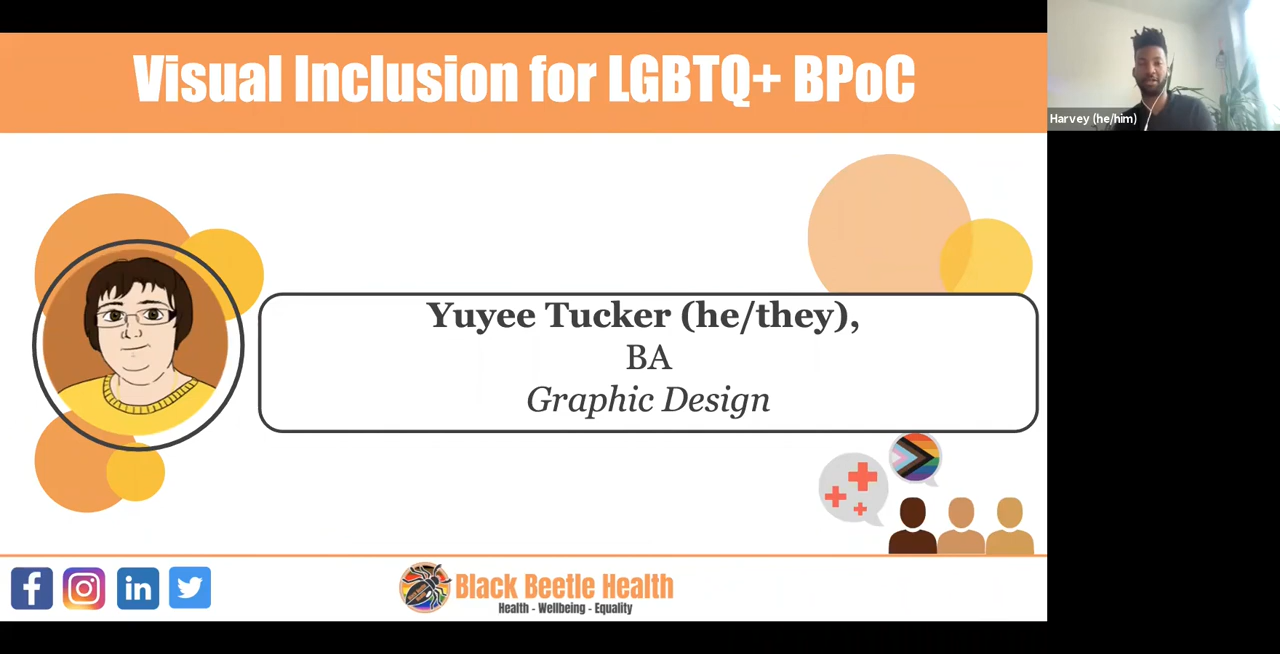 Visual Inclusion for LGBTQ+ BPoC
Harvey (he/him)
Yuyee Tucker (he/they),
BA
Graphic Design
Black Beetle Health
Health - Wellbeing - Equality